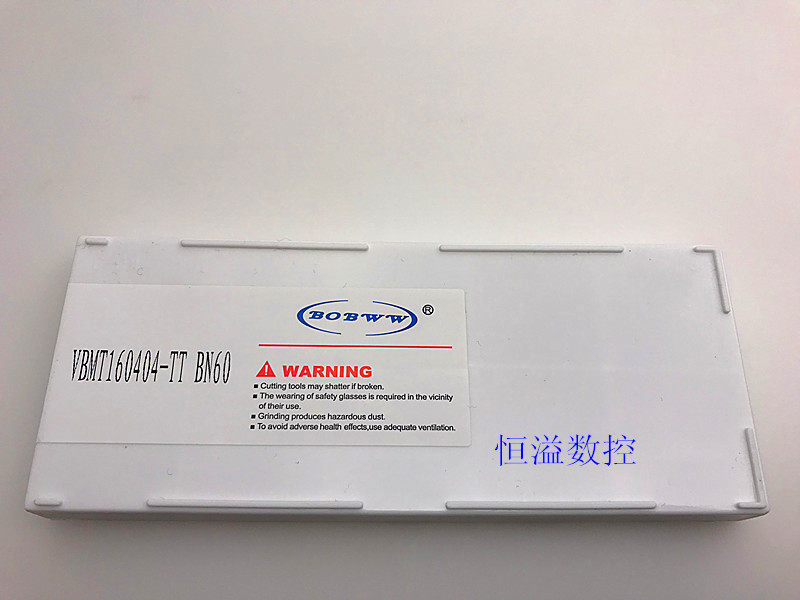 BOBWW®
VBMT160404-TT BN60
WARNING
■ Cutting tools may shatter if broken.
■ The wearing of safety glasses is required in the vicinity
of their use.
■ Grinding produces hazardous dust.
■ To avoid adverse health effects,use adequate ventilation.
恒溢数控